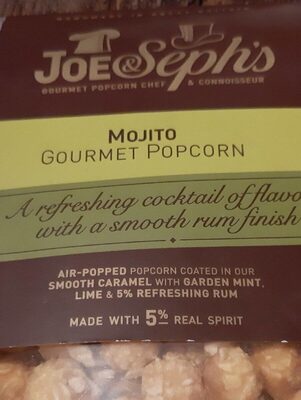 JOE & Seph's
GOURMET POPCORN CHEF & CONNOISSEUR
MOJITO
GOURMET POPCORN
A refreshing cocktail of
with a smooth rum finish
AIR-POPPED POPCORN COATED IN OUR
SMOOTH CARAMEL WITH GARDEN MINT,
LIME & 5% REFRESHING RUM
MADE WITH 5% REAL SPIRIT